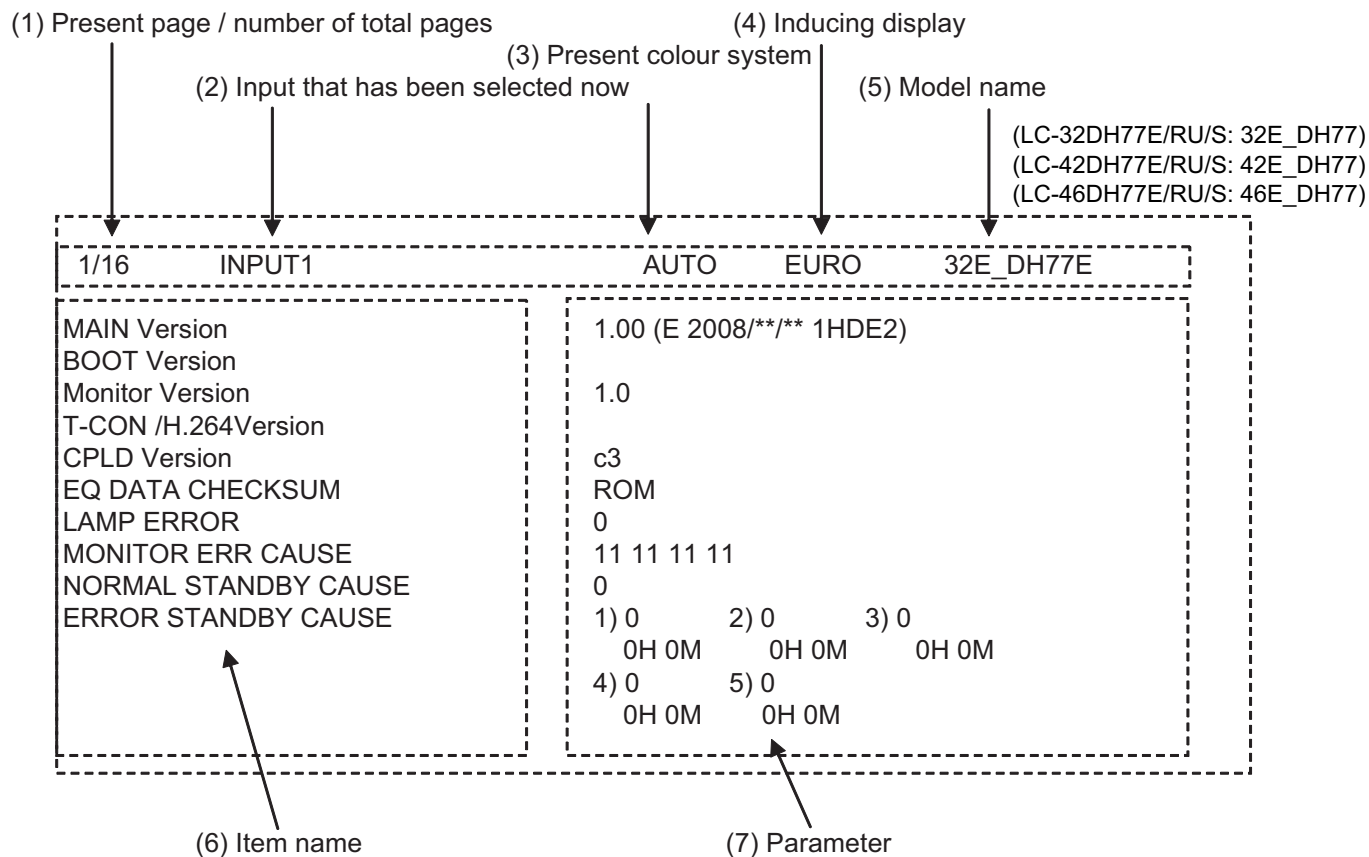 (1) Present page / number of total pages
(4) Inducing display
(3) Present colour system
(2) Input that has been selected now
(5) Model name
(LC-32DH77E/RU/S: 32E_DH77)
(LC-42DH77E/RU/S: 42E_DH77)
(LC-46DH77E/RU/S: 46E_DH77)
1/16 INPUT1 AUTO EURO 32E_DH77E
MAIN Version 1.00 (E 2008/**/** 1HDE2)
BOOT Version
Monitor Version 1.0
T-CON /H.264Version
CPLD Version c3
EQ DATA CHECKSUM ROM
LAMP ERROR 0
MONITOR ERR CAUSE 11 11 11 11
NORMAL STANDBY CAUSE 0
ERROR STANDBY CAUSE 1) 0 2) 0 3) 0
0H 0M 0H 0M 0H 0M
4) 0 5) 0
0H 0M 0H 0M
(6) Item name
(7) Parameter